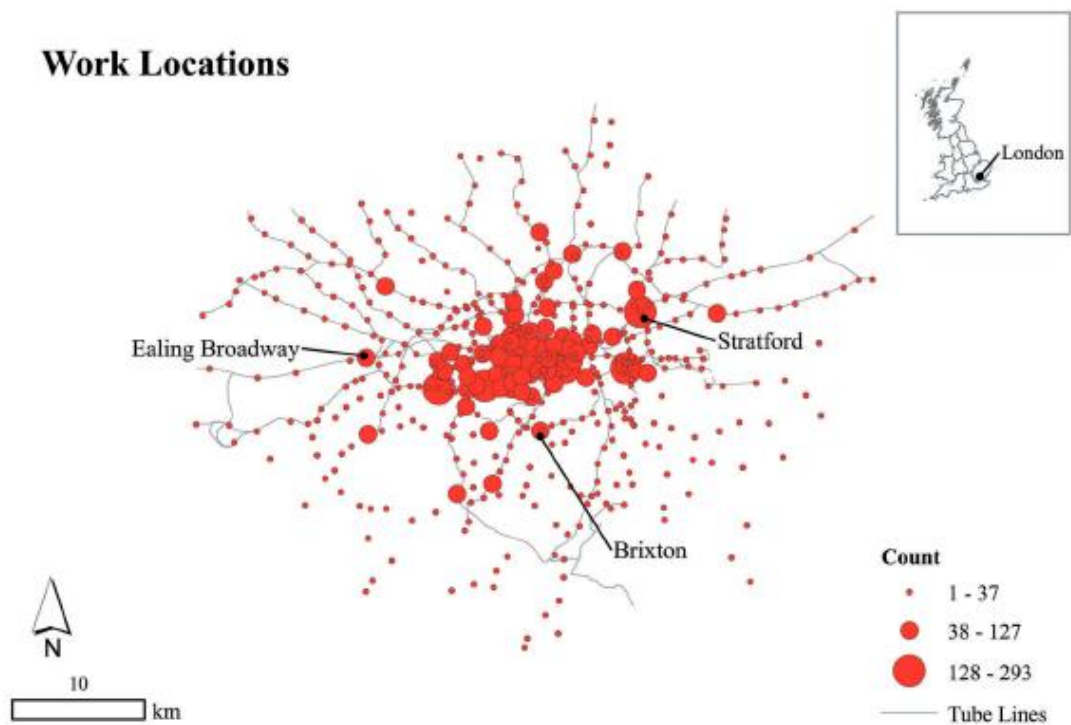 Work Locations
London
Ealing Broadway
Stratford
Brixton
Count
1 - 37
38 - 127
128 - 293
Tube Lines
N
10
km